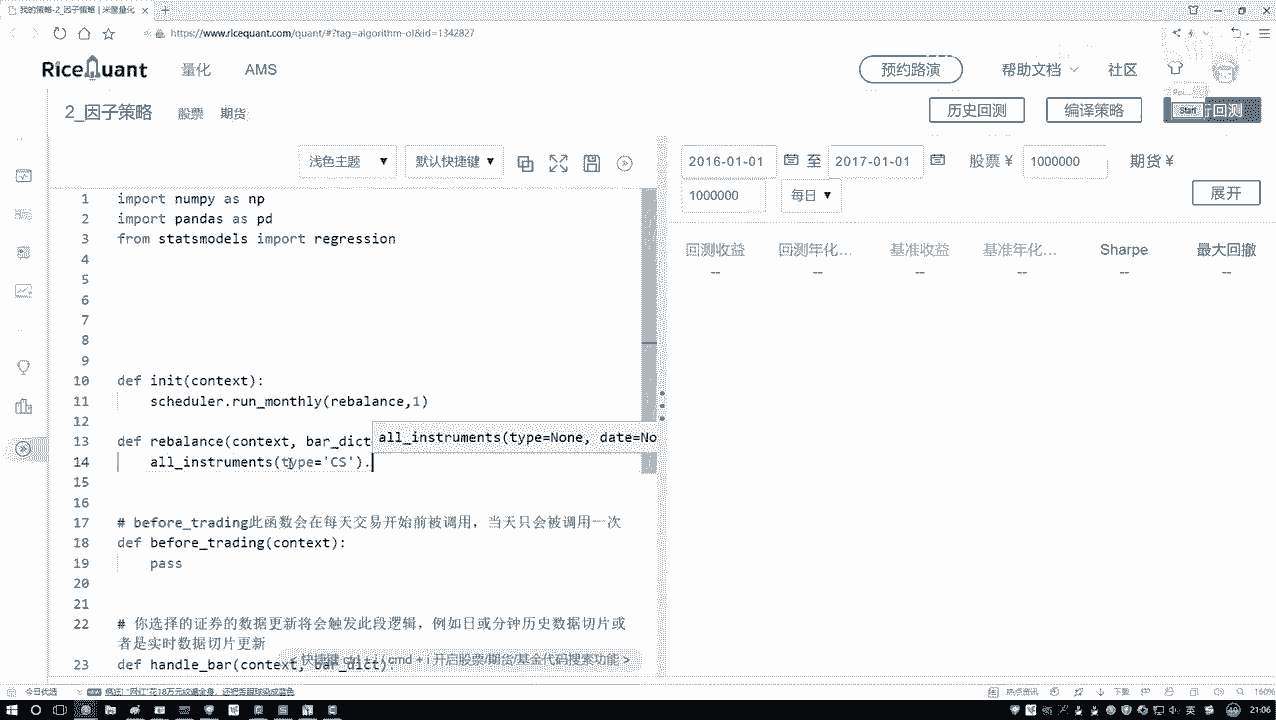 我的策略-2_因子策略 | 米筐量化
https://www.ricequant.com/quant/#?tag=algorithm-ol&id=1342827
RiceQuant 量化 AMS 预约路演 帮助文档 社区
2_因子策略 股票 期货 历史回测 编译策略 回测
Start
浅色主题 ▼ 默认快捷键 ▼
2016-01-01 至 2017-01-01 股票 ¥ 1000000 期货 ¥
1000000 每日 ▼ 展开
回测收益 回测年化... 基准收益 基准年化... Sharpe 最大回撤
-- -- -- -- -- --
1 import numpy as np
2 import pandas as pd
3 from statsmodels import regression
4
5
6
7
8
9
10 def init(context):
11 scheduler.run_monthly(rebalance,1)
12
all_instruments(type=None, date=No
13 def rebalance(context, bar_dict
14 all_instruments(type='CS').
15
16
17 # before_trading此函数会在每天交易开始前被调用，当天只会被调用一次
18 def before_trading(context):
19 pass
20
21
22 # 你选择的证券的数据更新将会触发此段逻辑，例如日或分钟历史数据切片或
者是实时数据切片更新
23 def handle_bar(context, bar_dict):
快捷键 ctrl + i / cmd + i 开启股票/期货/基金代码搜索功能 >
今日优选
热点资讯 下载 160%
21:06